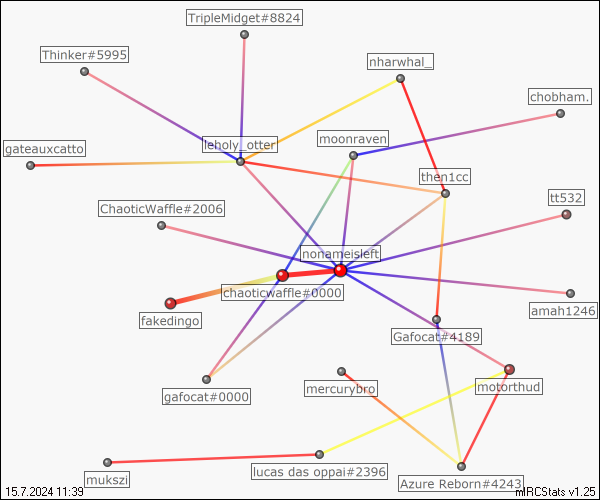 TripleMidget#8824
Thinker#5995
nharwhal_
chobham.
gateauxcatto
leholy_otter
moonraven
then1cc
tt532
ChaoticWaffle#2006
nonameisleft
chaoticwaffle#0000
amah1246
fakedingo
Gafocat#4189
gafocat#0000
mercurybro
motorthud
mukszi
lucas das oppai#2396
Azure Reborn#4243
15.7.2024 11:39
mIRCStats v1.25